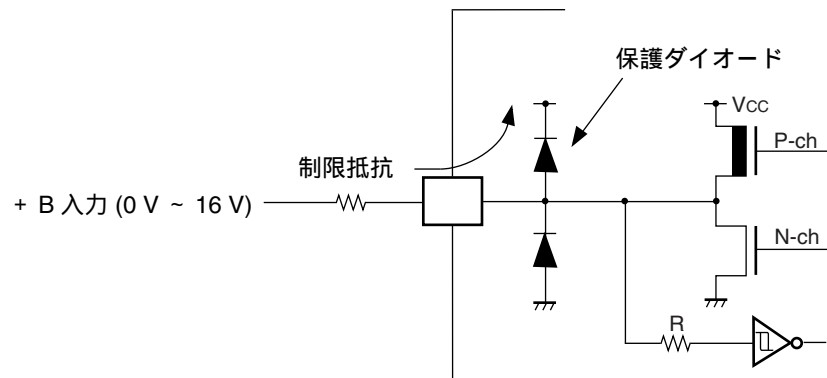 保護ダイオード
Vcc
P-ch
制限抵抗
+ B 入力 (0 V ~ 16 V)
N-ch
R